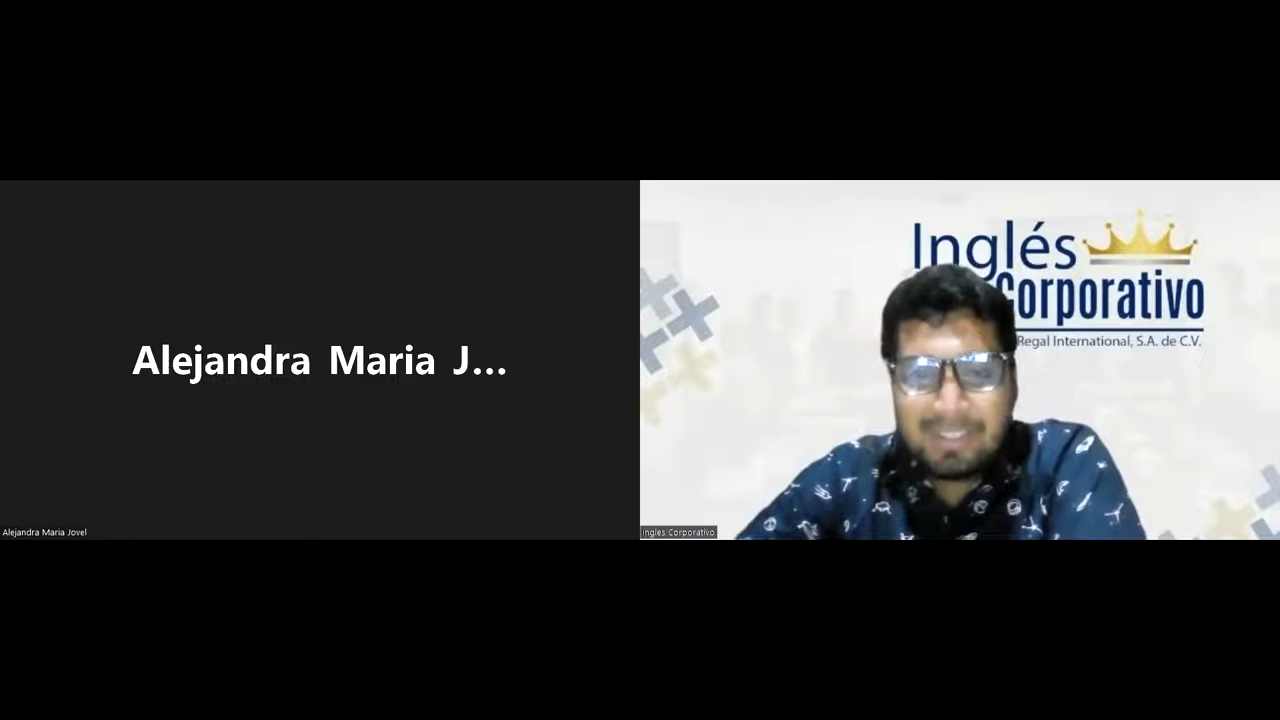 Alejandra Maria J...
Alejandra Maria Jovel
Inglés
Corporativo
Regal International, S.A. de C.V.
Ingles Corporativo